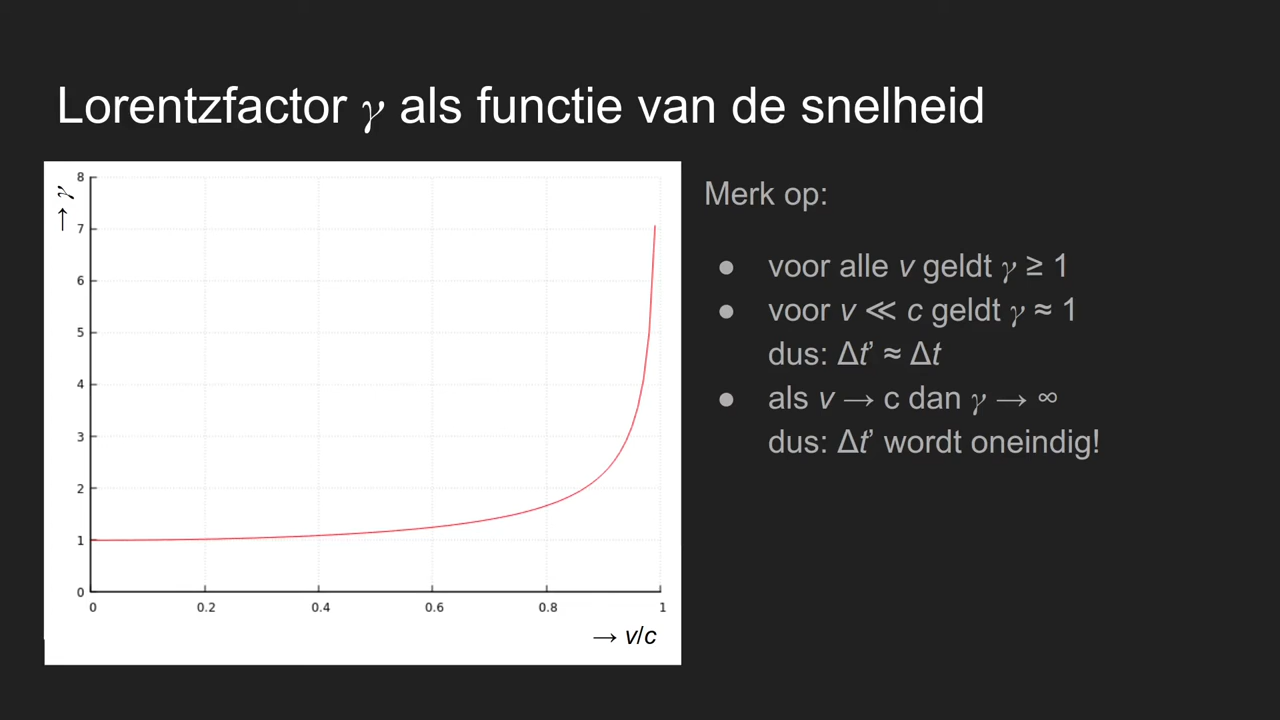 Lorentzfactor γ als functie van de snelheid
→ γ
8
7
6
5
4
3
2
1
0
0 0.2 0.4 0.6 0.8 1
→ v/c
Merk op:
● voor alle v geldt γ ≥ 1
● voor v ≪ c geldt γ ≈ 1
dus: Δt’ ≈ Δt
● als v → c dan γ → ∞
dus: Δt’ wordt oneindig!